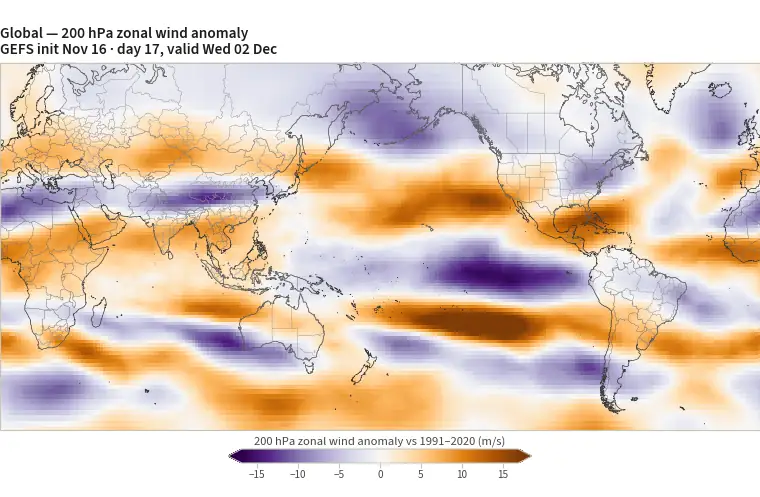 Global — 200 hPa zonal wind anomaly
GEFS init Nov 16 · day 17, valid Wed 02 Dec
200 hPa zonal wind anomaly vs 1991–2020 (m/s)
−15 −10 −5 0 5 10 15